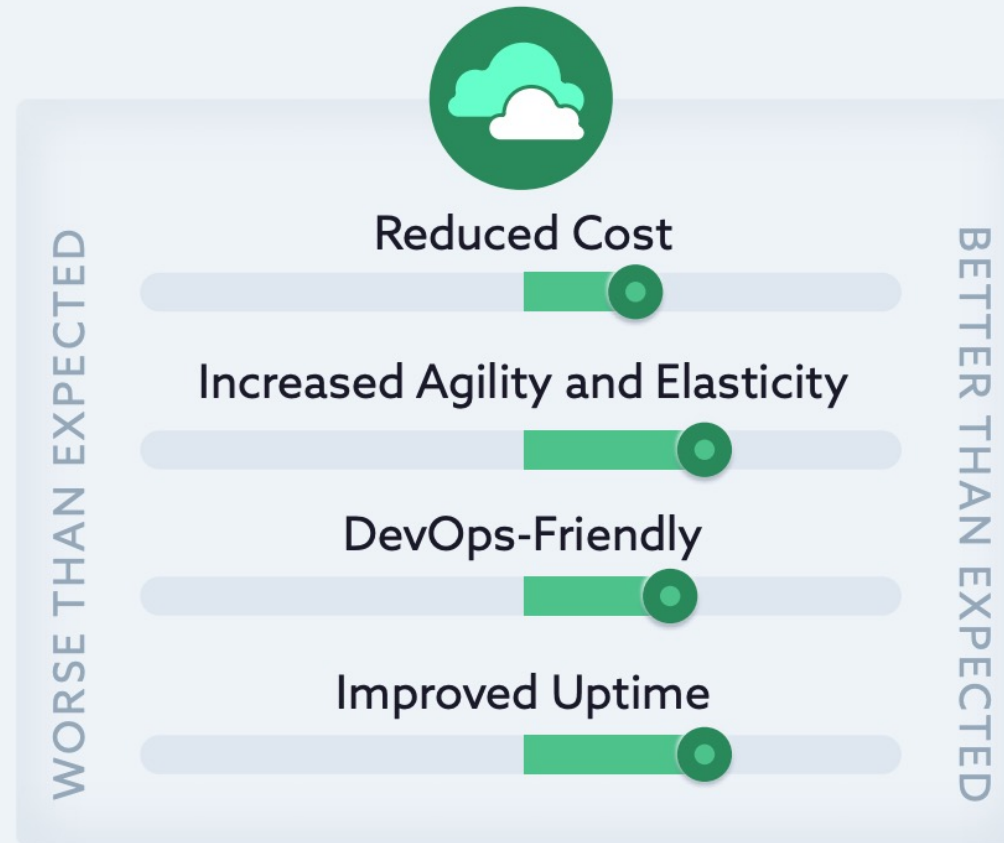 Reduced Cost
Increased Agility and Elasticity
DevOps-Friendly
Improved Uptime
WORSE THAN EXPECTED
BETTER THAN EXPECTED